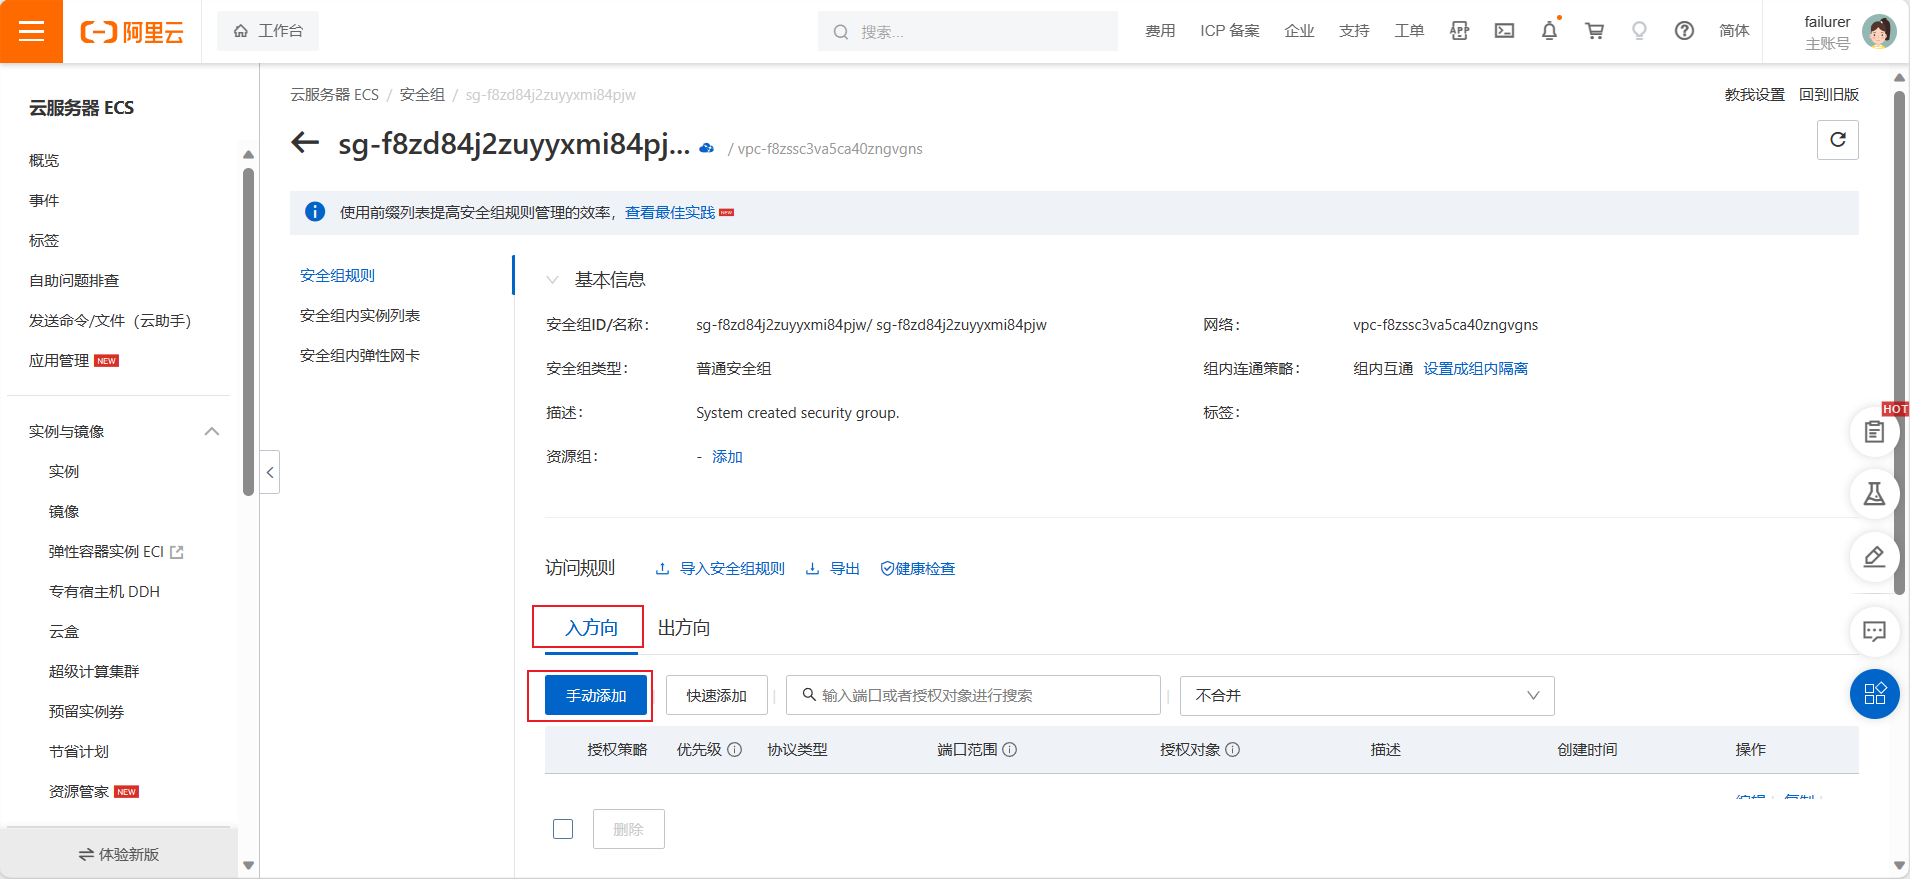 阿里云
工作台
搜索...
费用
ICP 备案
企业
支持
工单
APP
简体
failurer
主账号
云服务器 ECS
概览
事件
标签
自助问题排查
发送命令/文件（云助手）
应用管理 NEW
实例与镜像
实例
镜像
弹性容器实例 ECI
专有宿主机 DDH
云盒
超级计算集群
预留实例券
节省计划
资源管家 NEW
体验新版
云服务器 ECS / 安全组 / sg-f8zd84j2zuyyxmi84pjw
教我设置 回到旧版
sg-f8zd84j2zuyyxmi84pj... / vpc-f8zssc3va5ca40zngvgns
使用前缀列表提高安全组规则管理的效率，查看最佳实践 NEW
安全组规则
安全组内实例列表
安全组内弹性网卡
基本信息
安全组ID/名称： sg-f8zd84j2zuyyxmi84pjw/ sg-f8zd84j2zuyyxmi84pjw
网络： vpc-f8zssc3va5ca40zngvgns
安全组类型： 普通安全组
组内连通策略： 组内互通 设置成组内隔离
描述： System created security group.
标签：
资源组： - 添加
HOT
访问规则 导入安全组规则 导出 健康检查
入方向 出方向
手动添加 快速添加 输入端口或者授权对象进行搜索 不合并
授权策略 优先级 协议类型 端口范围 授权对象 描述 创建时间 操作
编辑 复制
删除